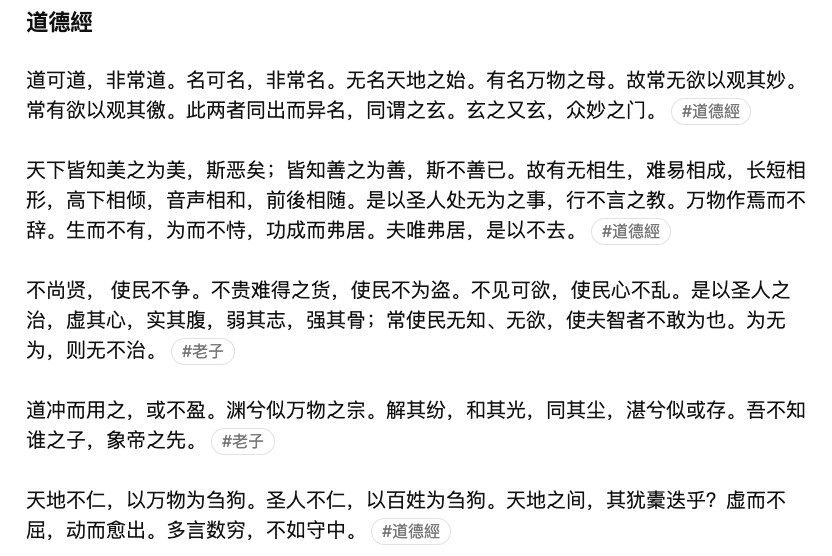 道德經
道可道，非常道。名可名，非常名。无名天地之始。有名万物之母。故常无欲以观其妙。
常有欲以观其徼。此两者同出而异名，同谓之玄。玄之又玄，众妙之门。 #道德經
天下皆知美之为美，斯恶矣；皆知善之为善，斯不善已。故有无相生，难易相成，长短相
形，高下相倾，音声相和，前後相随。是以圣人处无为之事，行不言之教。万物作焉而不
辞。生而不有，为而不恃，功成而弗居。夫唯弗居，是以不去。 #道德經
不尚贤， 使民不争。不贵难得之货，使民不为盗。不见可欲，使民心不乱。是以圣人之
治，虚其心，实其腹，弱其志，强其骨；常使民无知、无欲，使夫智者不敢为也。为无
为，则无不治。 #老子
道冲而用之，或不盈。渊兮似万物之宗。解其纷，和其光，同其尘，湛兮似或存。吾不知
谁之子，象帝之先。 #老子
天地不仁，以万物为刍狗。圣人不仁，以百姓为刍狗。天地之间，其犹橐迭乎？虚而不
屈，动而愈出。多言数穷，不如守中。 #道德經